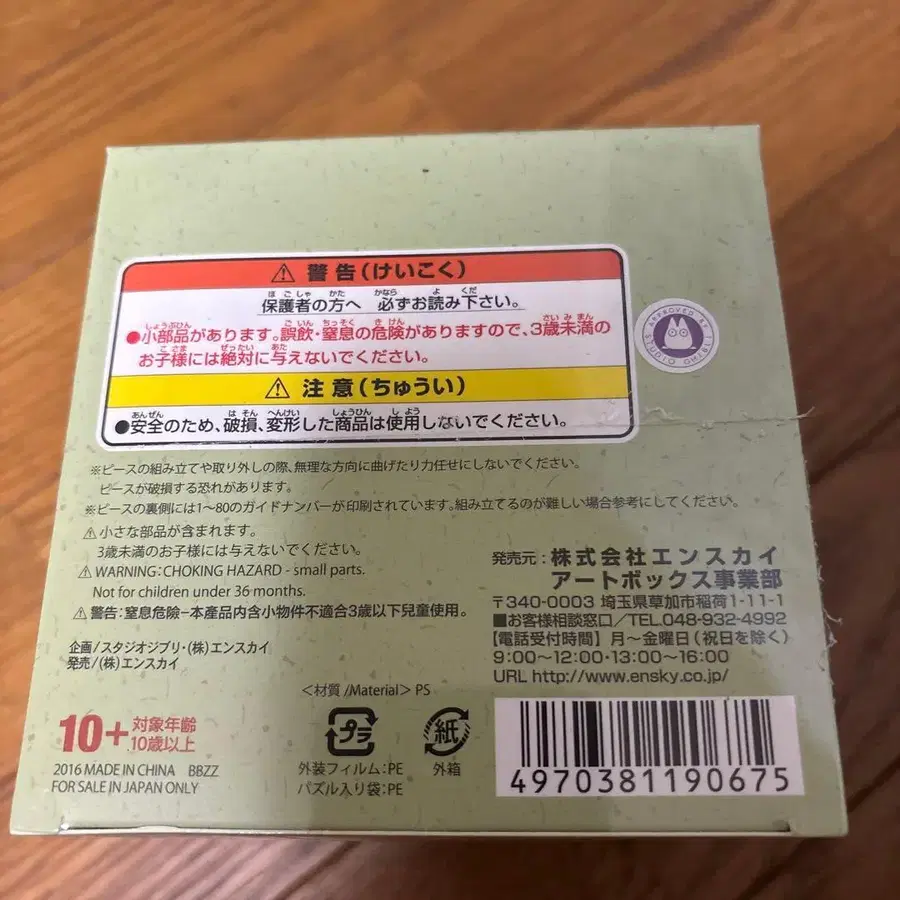 ⚠ 警告(けいこく)
保護者の方へ 必ずお読み下さい。
●小部品があります。誤飲・窒息の危険がありますので、3歳未満の
お子様には絶対に与えないでください。
⚠ 注意(ちゅうい)
●安全のため、破損、変形した商品は使用しないでください。
APPROVED BY
STUDIO GHIBLI
※ピースの組み立てや取り外しの際、無理な方向に曲げたり力任せにしないでください。
ピースが破損する恐れがあります。
※ピースの裏側には1〜80のガイドナンバーが印刷されています。組み立てるのが難しい場合参考にしてください。
⚠小さな部品が含まれます。
3歳未満のお子様には与えないでください。
⚠WARNING:CHOKING HAZARD - small parts.
Not for children under 36 months.
⚠警告:窒息危険−本產品內含小物件不適合3歲以下兒童使用。
企画/スタジオジブリ・(株)エンスカイ
発売/(株)エンスカイ
発売元:株式会社エンスカイ
アートボックス事業部
〒340-0003 埼玉県草加市稲荷1-11-1
■お客様相談窓口/TEL.048-932-4992
【電話受付時間】月〜金曜日(祝日を除く)
9:00〜12:00・13:00〜16:00
URL http://www.ensky.co.jp/
<材質/Material> PS
10+ 対象年齢
10歳以上
プラ
紙
外装フィルム:PE
パズル入り袋:PE
外箱
2016 MADE IN CHINA BBZZ
FOR SALE IN JAPAN ONLY
4970381190675